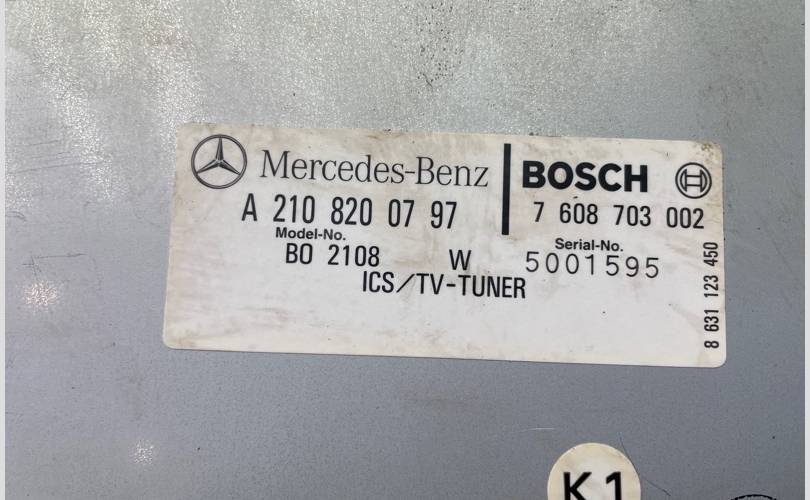 Mercedes-Benz BOSCH
A 210 820 07 97 7 608 703 002
Model-No. Serial-No.
BO 2108 W 5001595
ICS/TV-TUNER
8 631 123 450
K1